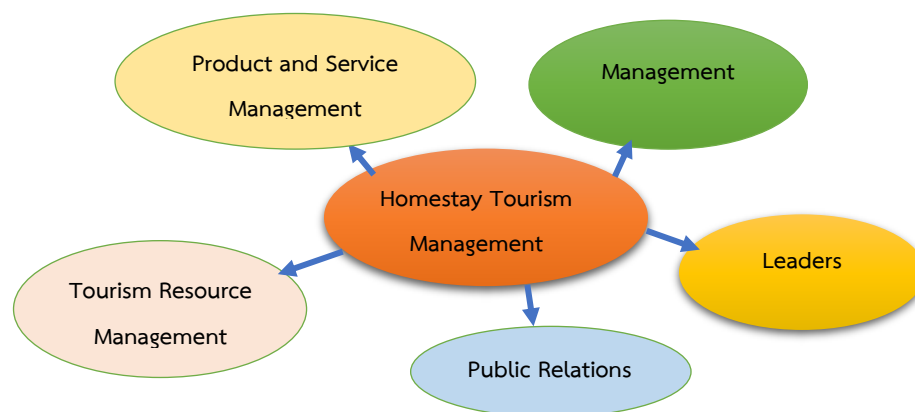 Product and Service
Management
Management
Homestay Tourism
Management
Leaders
Tourism Resource
Management
Public Relations